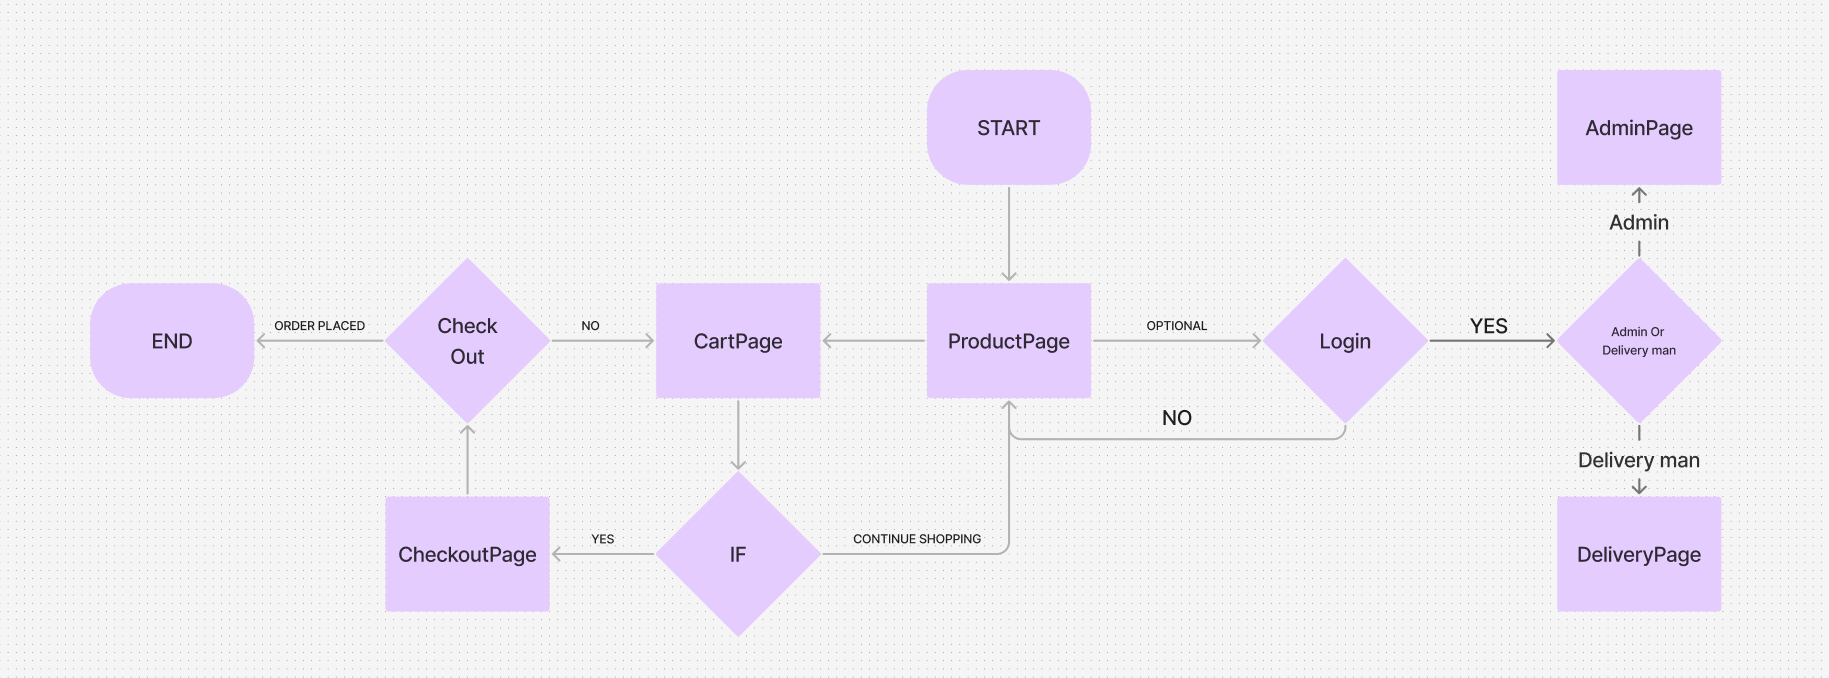 START
AdminPage
Admin
END
ORDER PLACED
Check
Out
NO
CartPage
ProductPage
OPTIONAL
Login
YES
Admin Or
Delivery man
NO
Delivery man
CheckoutPage
YES
IF
CONTINUE SHOPPING
DeliveryPage